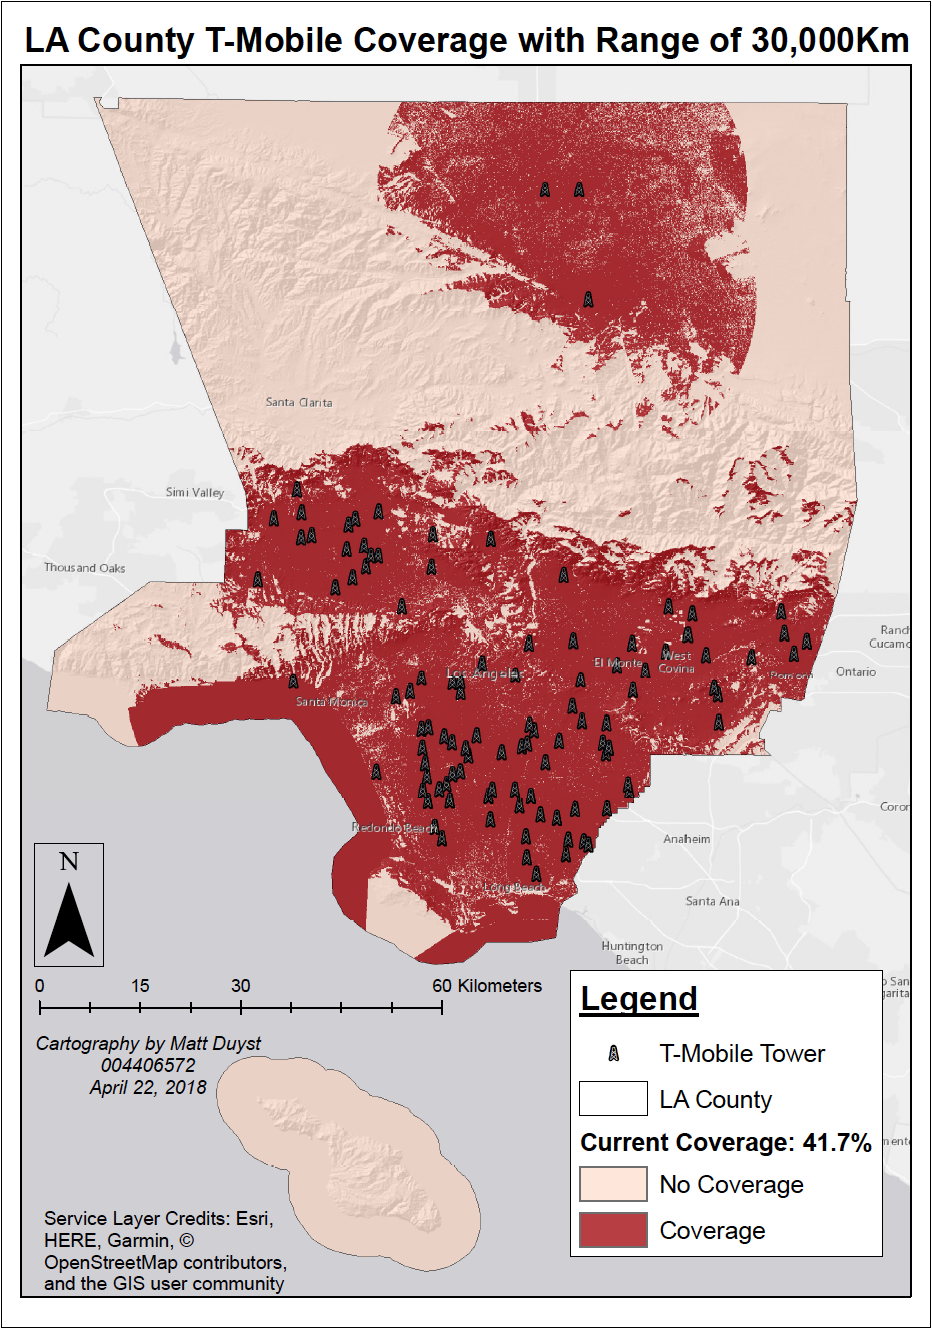 LA County T-Mobile Coverage with Range of 30,000Km
Santa Clarita
Simi Valley
Thousand Oaks
Ranch
Cucamo
Ontario
El Monte
West
Covina
Pomona
Los Angeles
Santa Monica
Redondo Beach
Long Beach
Anaheim
Coron
Santa Ana
Huntington
Beach
o San
garita
mento
N
0 15 30 60 Kilometers
Cartography by Matt Duyst
004406572
April 22, 2018
Legend
T-Mobile Tower
LA County
Current Coverage: 41.7%
No Coverage
Coverage
Service Layer Credits: Esri,
HERE, Garmin, ©
OpenStreetMap contributors,
and the GIS user community